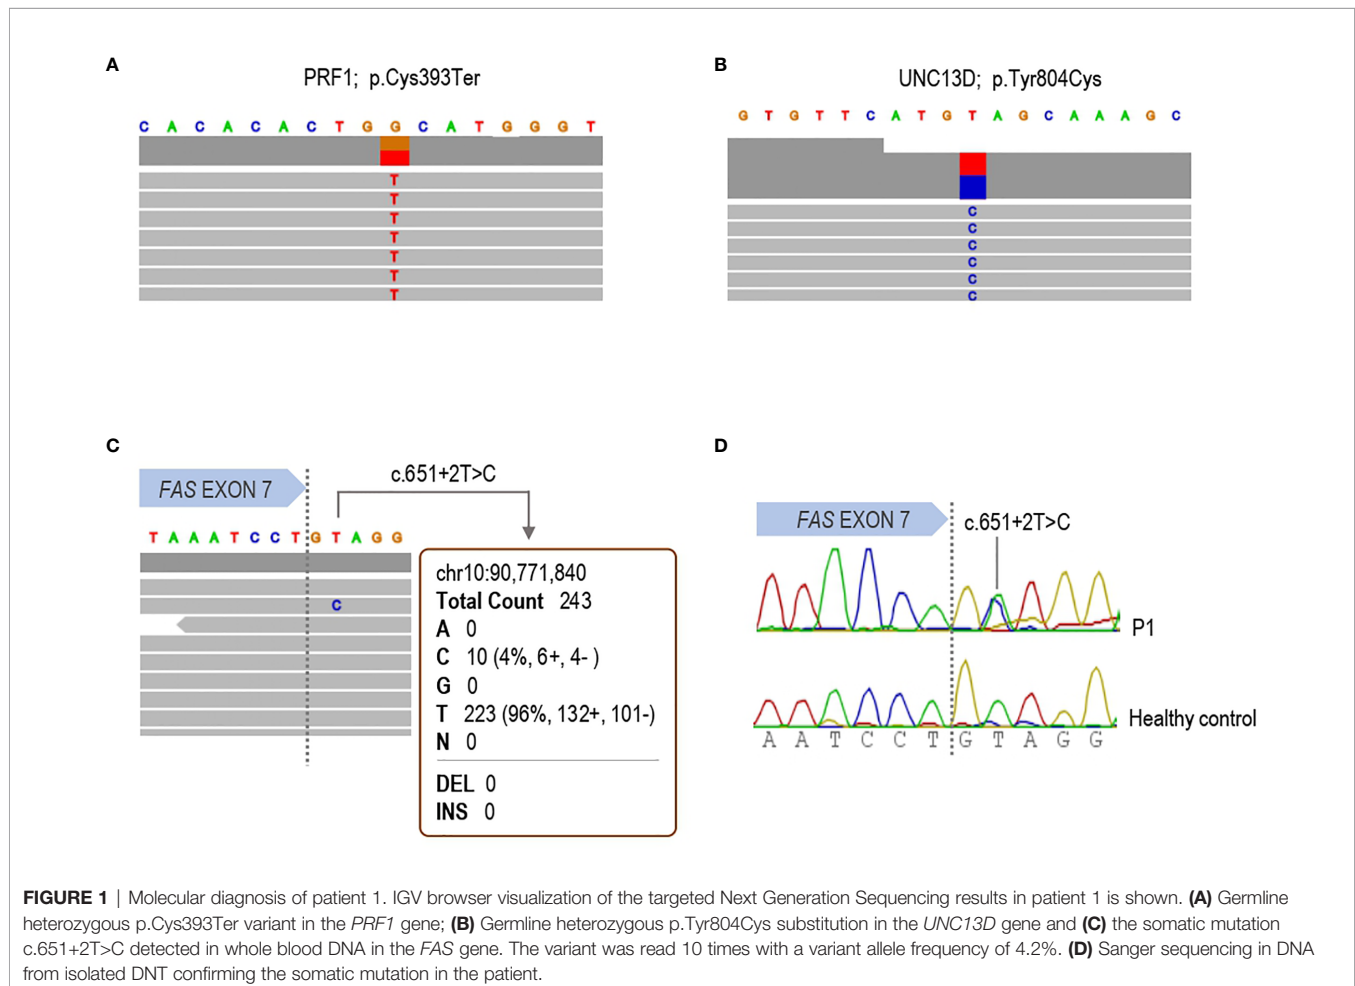 A
PRF1; p.Cys393Ter
C A C A C A C T G G C A T G G G T
T
T
T
T
T
T
T
B
UNC13D; p.Tyr804Cys
G T G T T C A T G T A G C A A A G C
C
C
C
C
C
C
C
FAS EXON 7
c.651+2T>C
T A A A T C C T G T A G G
C
chr10:90,771,840
Total Count 243
A 0
C 10 (4%, 6+, 4- )
G 0
T 223 (96%, 132+, 101-)
N 0
DEL 0
INS 0
D
FAS EXON 7
c.651+2T>C
P1
Healthy control
A A T C C T G T A G G
FIGURE 1 | Molecular diagnosis of patient 1. IGV browser visualization of the targeted Next Generation Sequencing results in patient 1 is shown. (A) Germline
heterozygous p.Cys393Ter variant in the PRF1 gene; (B) Germline heterozygous p.Tyr804Cys substitution in the UNC13D gene and (C) the somatic mutation
c.651+2T>C detected in whole blood DNA in the FAS gene. The variant was read 10 times with a variant allele frequency of 4.2%. (D) Sanger sequencing in DNA
from isolated DNT confirming the somatic mutation in the patient.